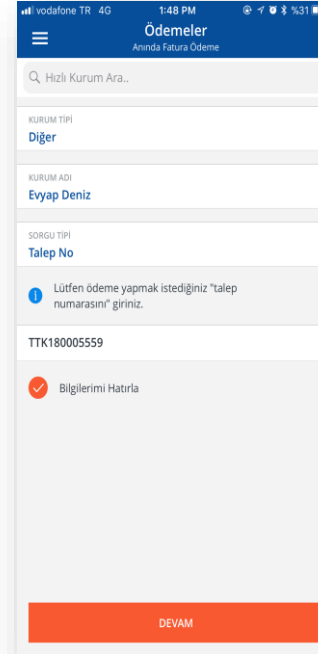 vodafone TR 4G 1:48 PM %31
Ödemeler
Anında Fatura Ödeme
Hızlı Kurum Ara..
KURUM TİPİ
Diğer
KURUM ADI
Evyap Deniz
SORGU TİPİ
Talep No
Lütfen ödeme yapmak istediğiniz "talep
numarasını" giriniz.
TTK180005559
Bilgilerimi Hatırla
DEVAM